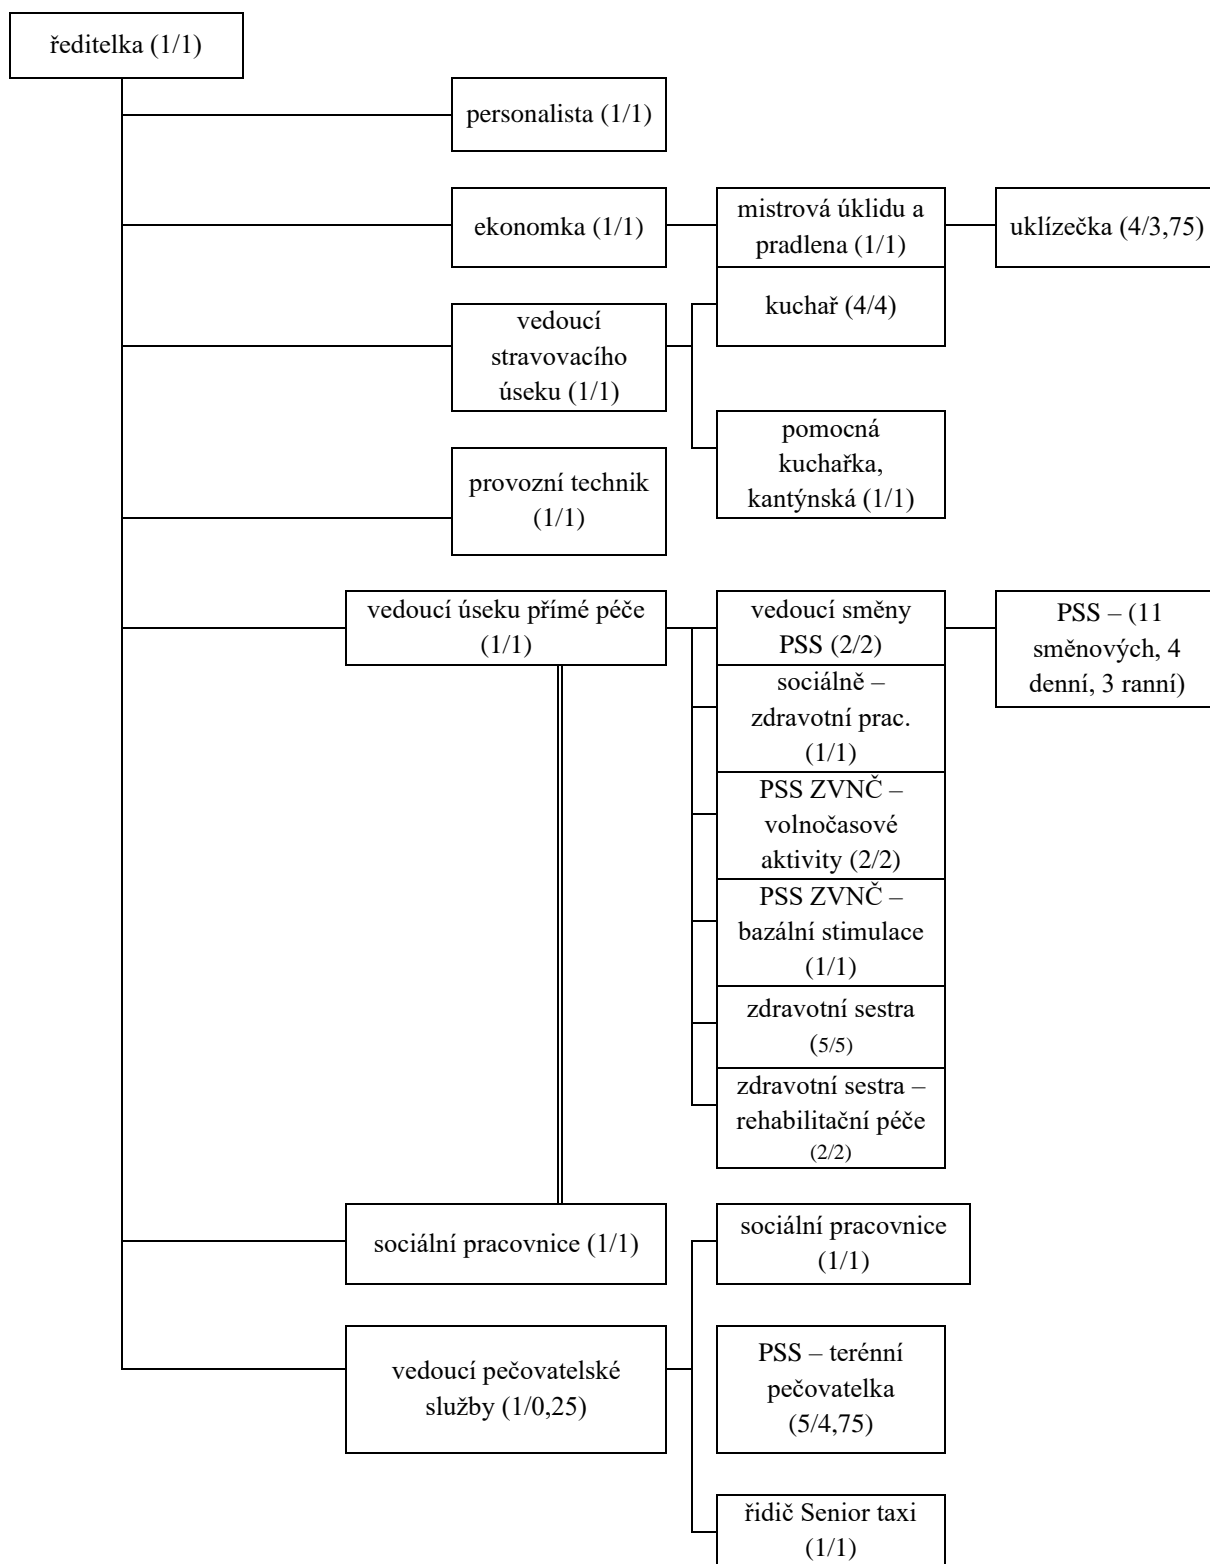 ředitelka (1/1)
personalista (1/1)
ekonomka (1/1)
mistrová úklidu a
pradlena (1/1)
uklízečka (4/3,75)
kuchař (4/4)
vedoucí
stravovacího
úseku (1/1)
pomocná
kuchařka,
kantýnská (1/1)
provozní technik
(1/1)
vedoucí úseku přímé péče
(1/1)
vedoucí směny
PSS (2/2)
PSS – (11
směnových, 4
denní, 3 ranní)
sociálně –
zdravotní prac.
(1/1)
PSS ZVNČ –
volnočasové
aktivity (2/2)
PSS ZVNČ –
bazální stimulace
(1/1)
zdravotní sestra
(5/5)
zdravotní sestra –
rehabilitační péče
(2/2)
sociální pracovnice (1/1)
sociální pracovnice
(1/1)
vedoucí pečovatelské
služby (1/0,25)
PSS – terénní
pečovatelka
(5/4,75)
řidič Senior taxi
(1/1)